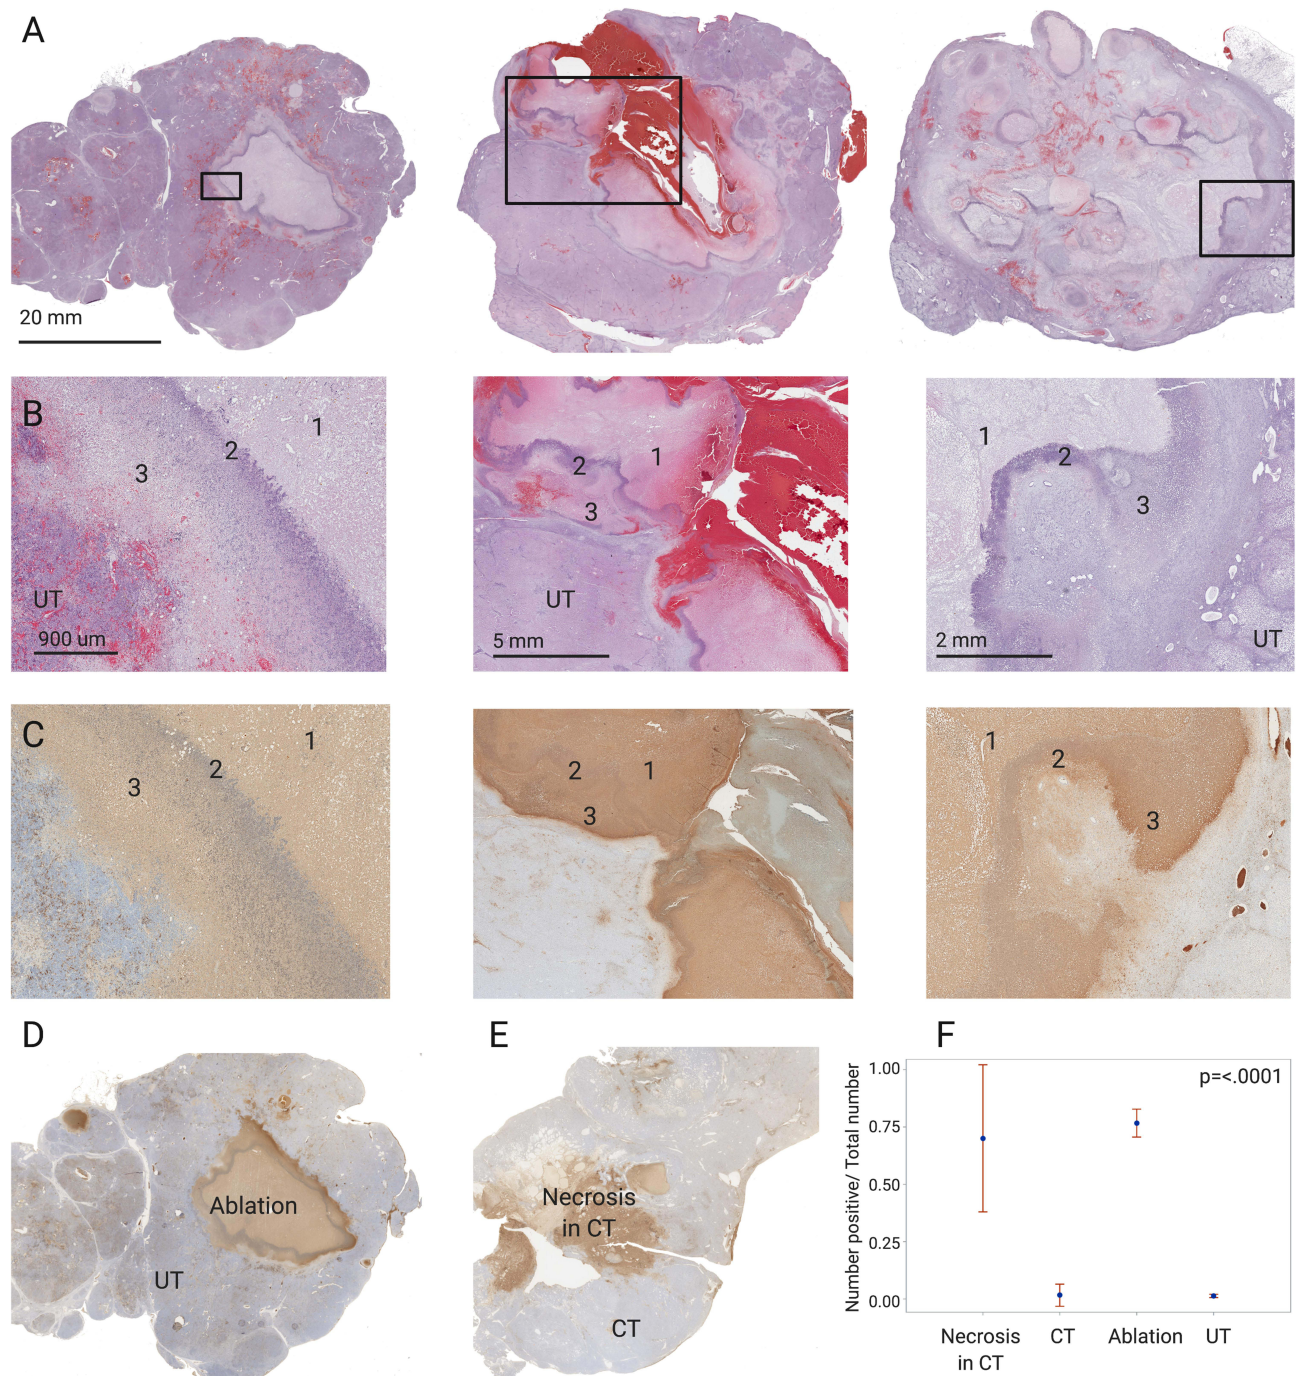 A
20 mm
B
1
2
3
UT
900 um
1
2
3
UT
5 mm
1
2
3
2 mm
UT
C
1
2
3
2
1
3
1
2
3
D
Ablation
UT
E
Necrosis
in CT
CT
F
p=<.0001
Number positive/ Total number
1.00
0.75
0.50
0.25
0.00
Necrosis
in CT
CT
Ablation
UT